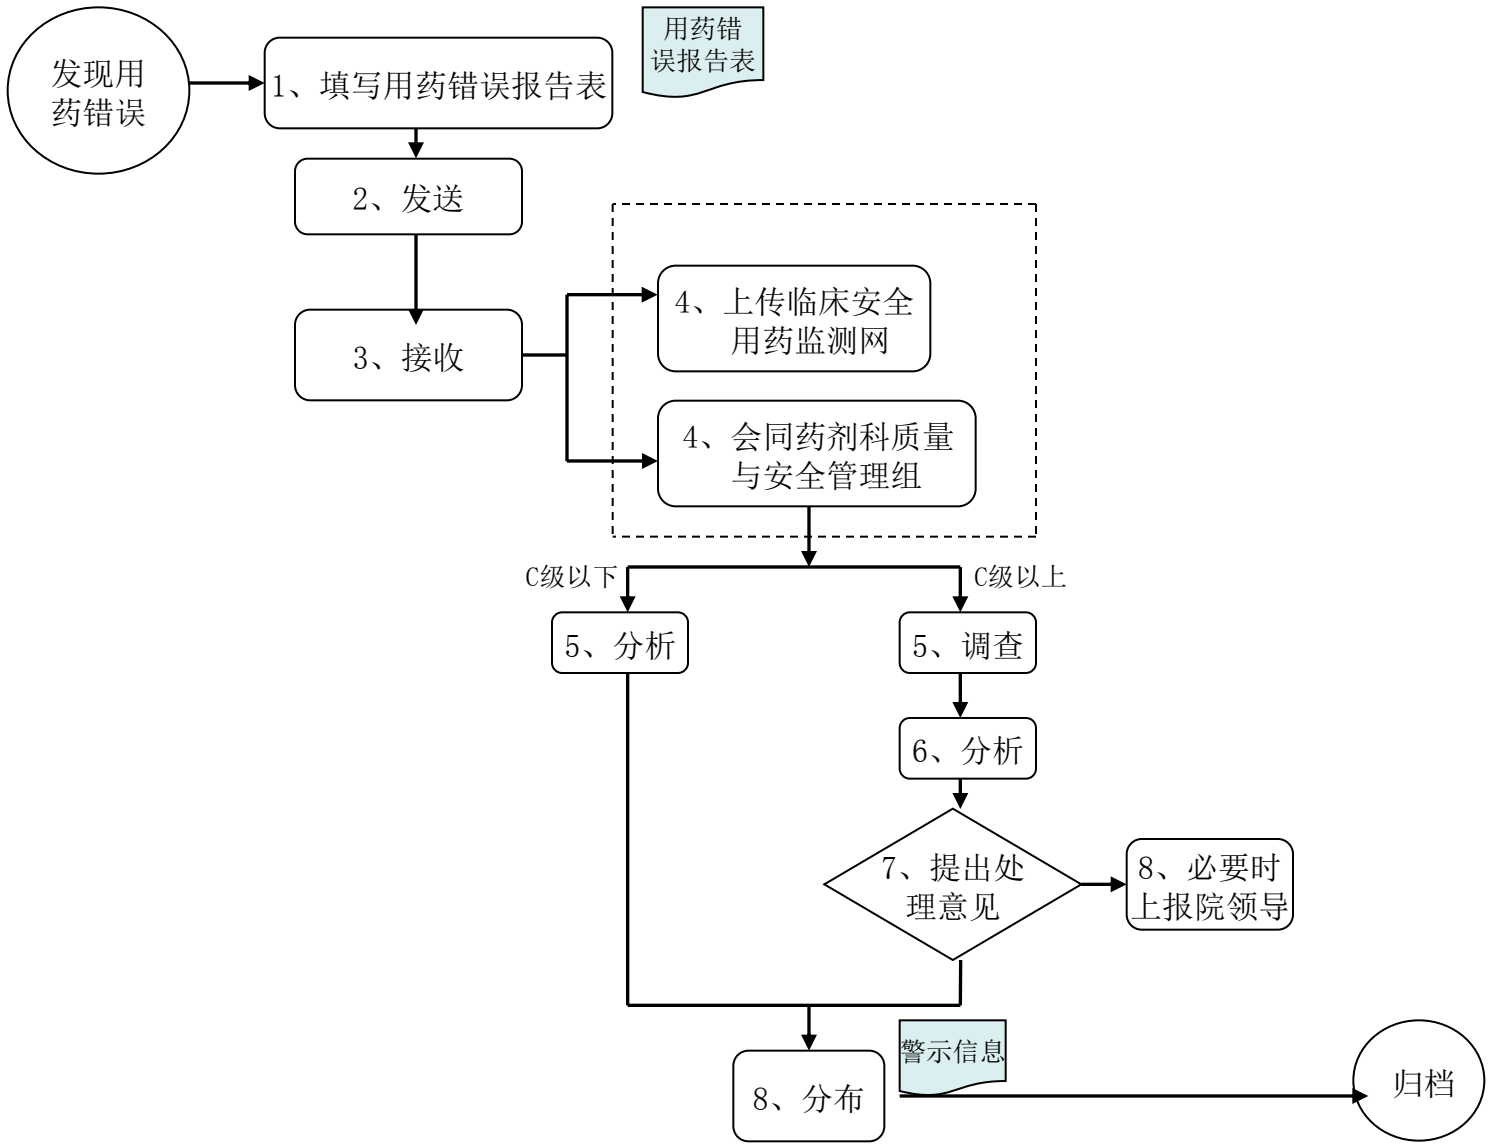 发现用
药错误
1、填写用药错误报告表
用药错
误报告表
2、发送
3、接收
4、上传临床安全
用药监测网
4、会同药剂科质量
与安全管理组
C级以下
C级以上
5、分析
5、调查
6、分析
7、提出处
理意见
8、必要时
上报院领导
8、分布
警示信息
归档